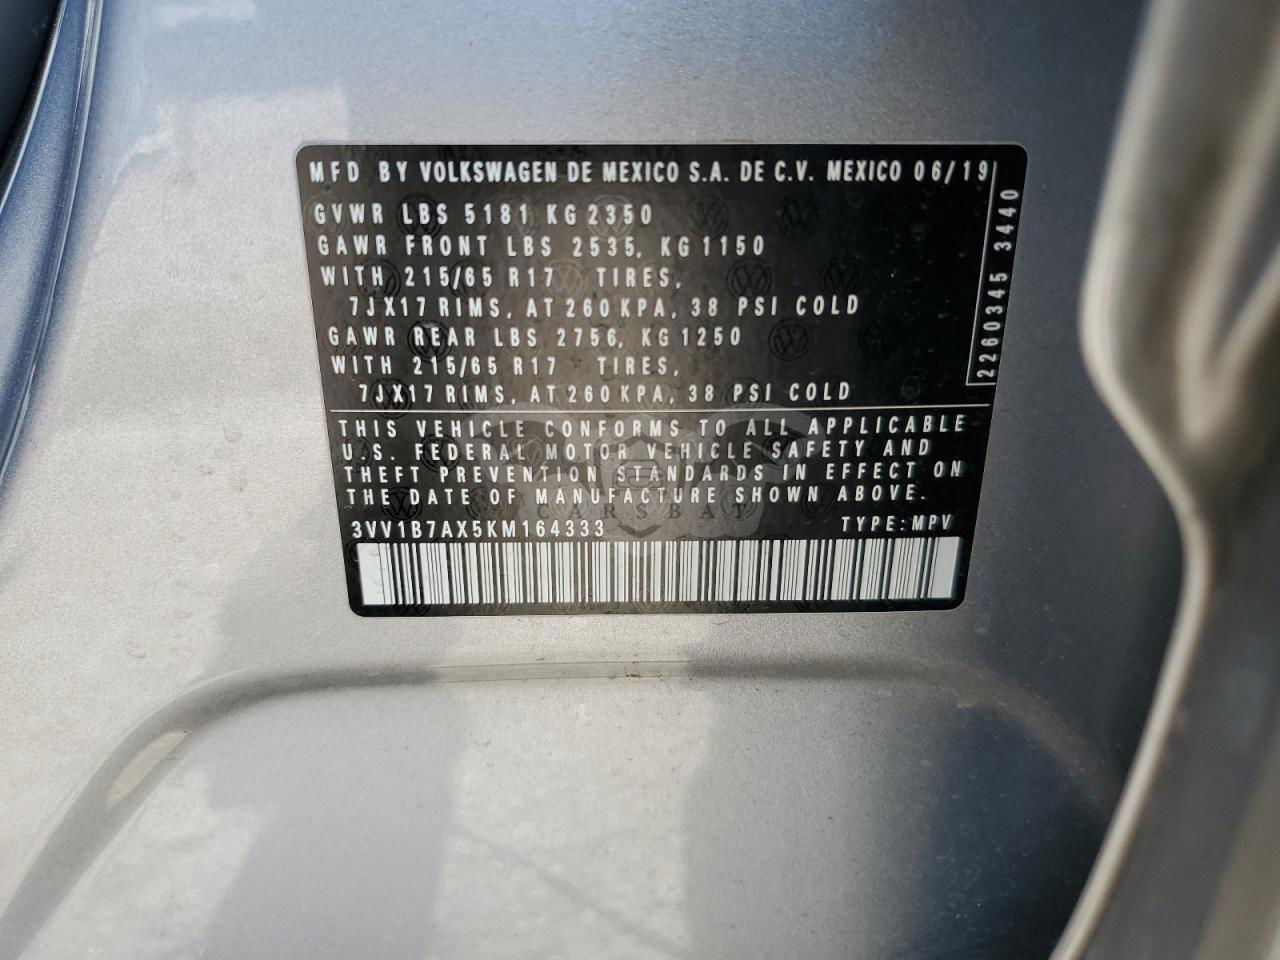 MFD BY VOLKSWAGEN DE MEXICO S.A. DE C.V. MEXICO 06/19
GVWR LBS 5181 KG 2350
GAWR FRONT LBS 2535, KG 1150
WITH 215/65 R17 TIRES,
7JX17 RIMS, AT 260 KPA, 38 PSI COLD
GAWR REAR LBS 2756, KG 1250
WITH 215/65 R17 TIRES,
7JX17 RIMS, AT 260 KPA, 38 PSI COLD
2260345 3440
THIS VEHICLE CONFORMS TO ALL APPLICABLE
U.S. FEDERAL MOTOR VEHICLE SAFETY AND
THEFT PREVENTION STANDARDS IN EFFECT ON
THE DATE OF MANUFACTURE SHOWN ABOVE.
CARSBAT
3VV1B7AX5KM164333 TYPE: MPV